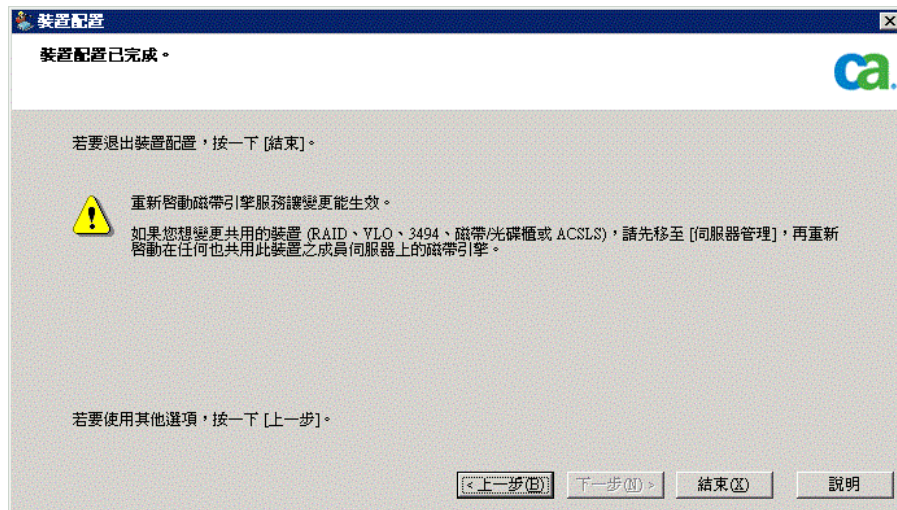 裝置配置
裝置配置已完成。
ca.
若要退出裝置配置，按一下 [結束]。
重新啓動磁帶引擎服務讓變更能生效。
如果您想變更共用的裝置 (RAID、VLO、3494、磁帶/光碟櫃或 ACSLS)，請先移至 [伺服器管理]，再重新
啓動在任何也共用此裝置之成員伺服器上的磁帶引擎。
若要使用其他選項，按一下 [上一步]。
<上一步(B) 下一步(N)> 結束(X) 說明